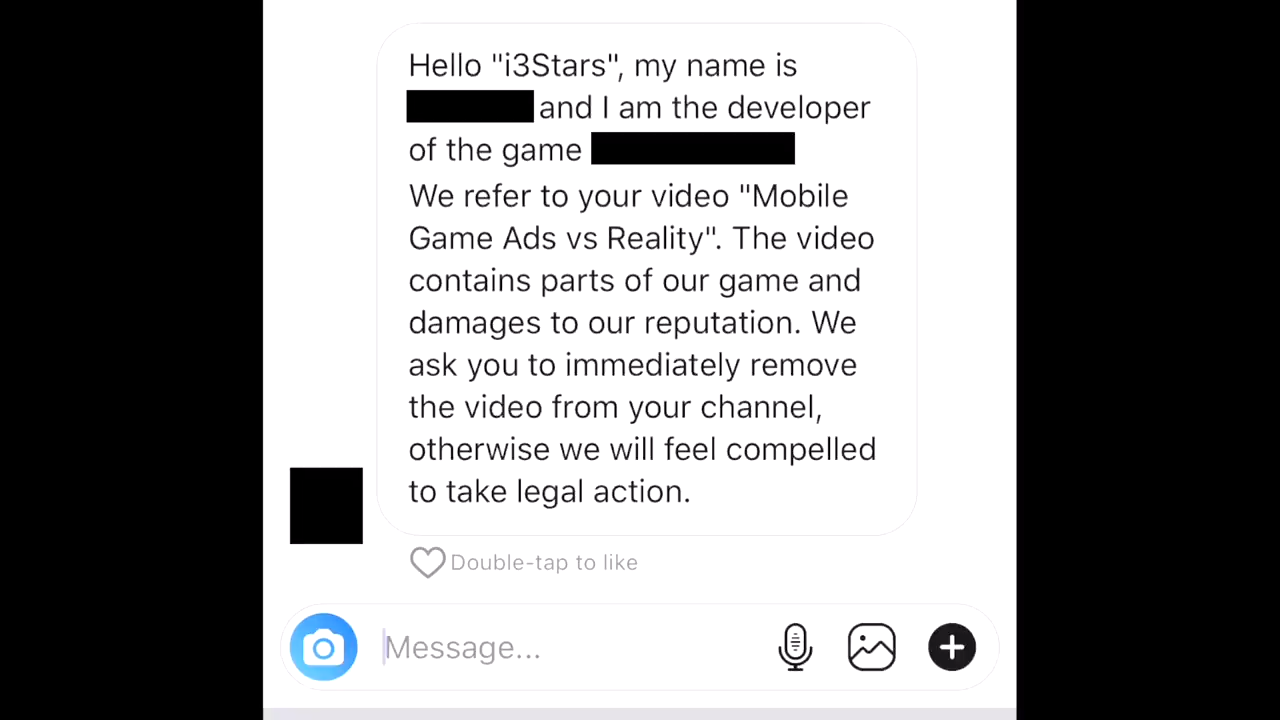 Hello "i3Stars", my name is
and I am the developer
of the game
We refer to your video "Mobile
Game Ads vs Reality". The video
contains parts of our game and
damages to our reputation. We
ask you to immediately remove
the video from your channel,
otherwise we will feel compelled
to take legal action.
Double-tap to like
Message...